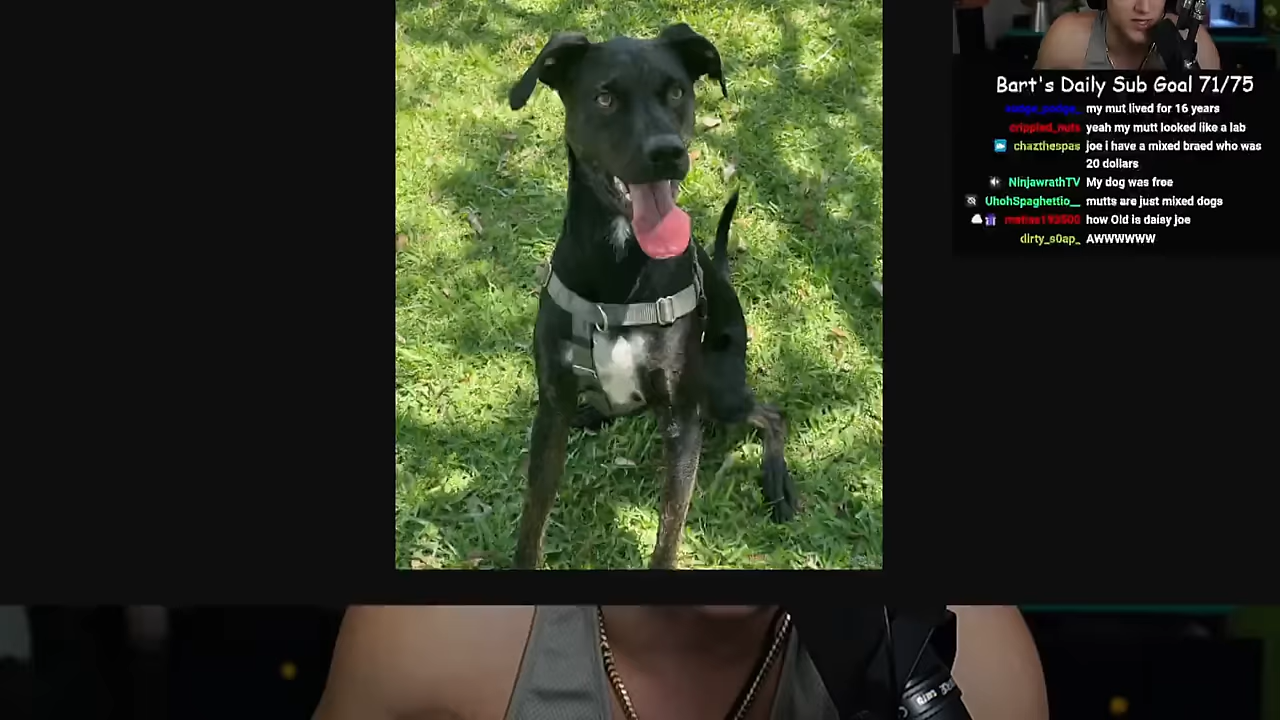 Bart's Daily Sub Goal 71/75
my mut lived for 16 years
crippled_nuts yeah my mutt looked like a lab
chazthespas joe i have a mixed braed who was
20 dollars
NinjawrathTV My dog was free
UhohSpaghettio__ mutts are just mixed dogs
how Old is daisy joe
dirty_s0ap_ AWWWWWW